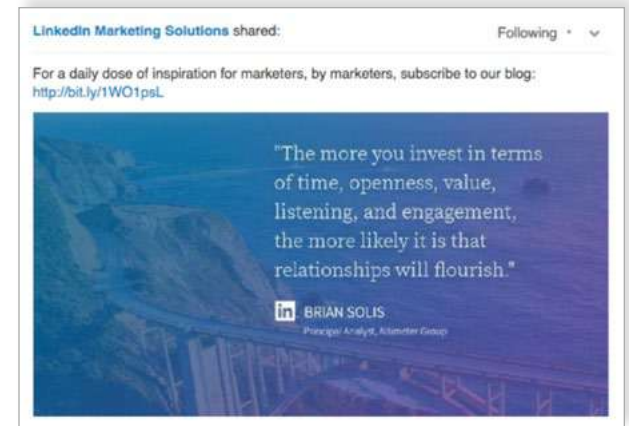 LinkedIn Marketing Solutions shared:
Following
For a daily dose of inspiration for marketers, by marketers, subscribe to our blog:
http://bit.ly/1WO1psL
"The more you invest in terms
of time, openness, value,
listening, and engagement,
the more likely it is that
relationships will flourish."
in BRIAN SOLIS
Principal Analyst, Altimeter Group